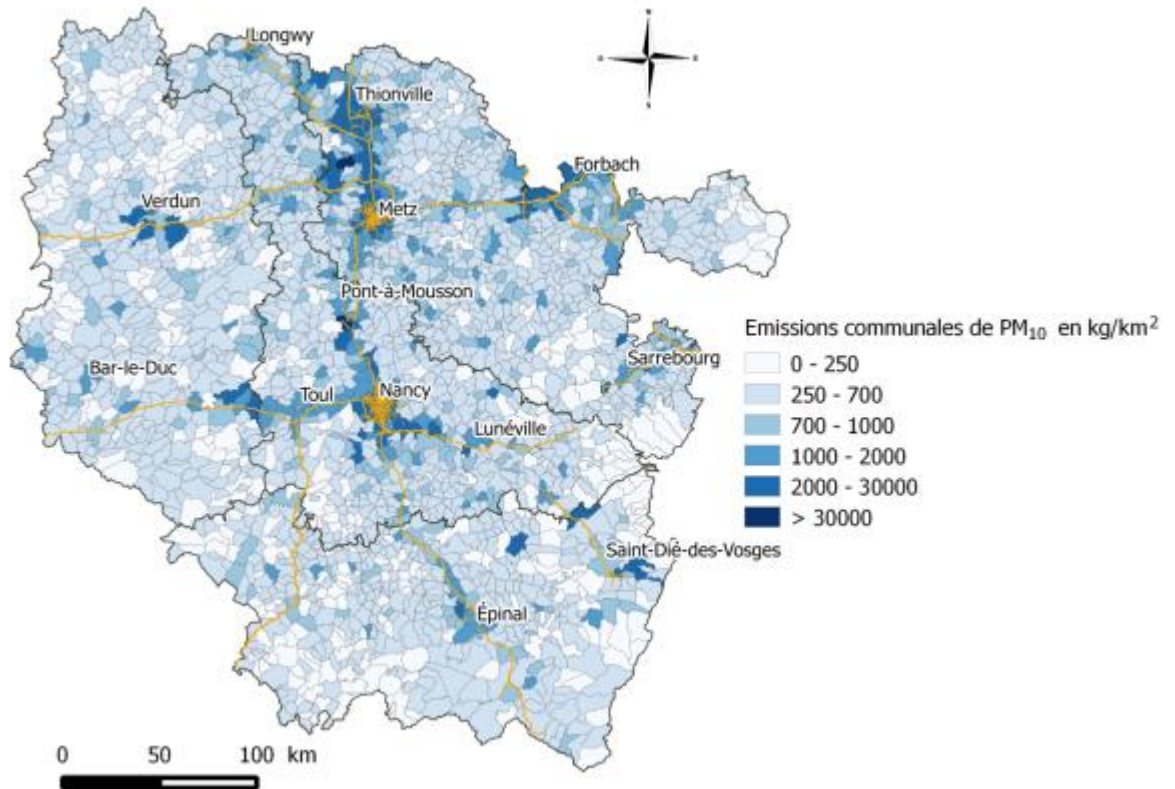 Longwy
Thionville
Forbach
Verdun
Metz
Pont-à-Mousson
Emissions communales de PM₁₀ en kg/km²
Sarrebourg
0 - 250
Bar-le-Duc
250 - 700
Toul
Nancy
700 - 1000
Lunéville
1000 - 2000
2000 - 30000
> 30000
Saint-Dié-des-Vosges
Épinal
0 50 100 km